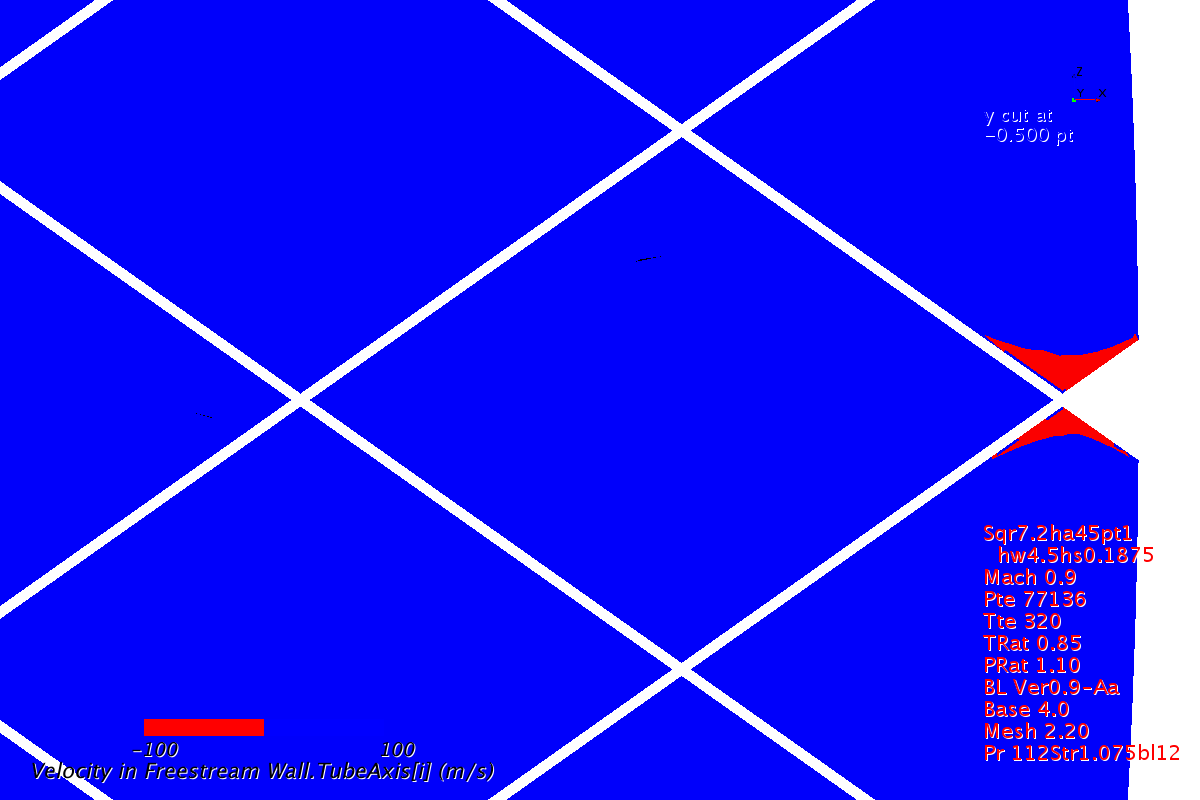 Z
Y X
y cut at
−0.500 pt
Sqr7.2ha45pt1
hw4.5hs0.1875
Mach 0.9
Pte 77136
Tte 320
TRat 0.85
PRat 1.10
BL Ver0.9−Aa
Base 4.0
Mesh 2.20
Pr 112Str1.075bl12
−100 100
Velocity in Freestream Wall.TubeAxis[i] (m/s)